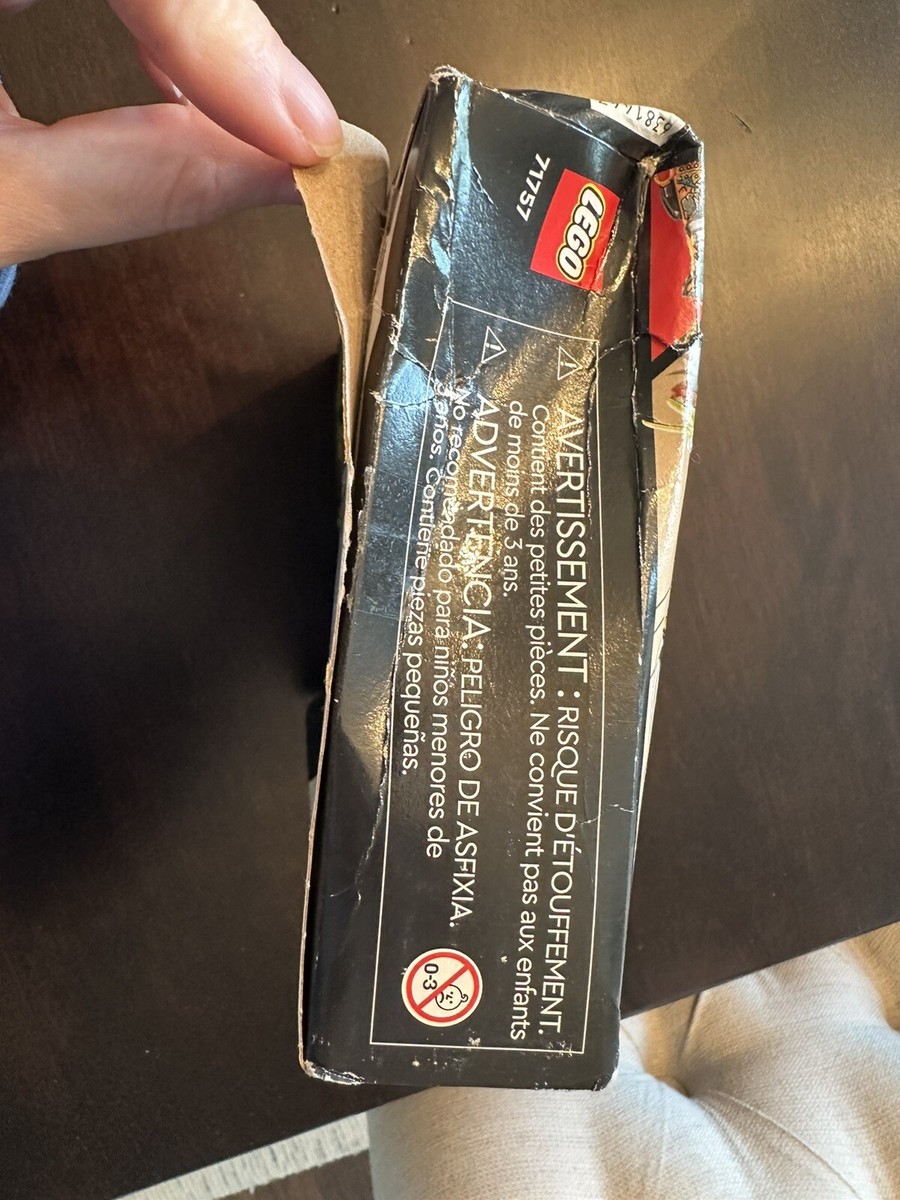 LEGO
71757
AVERTISSEMENT : RISQUE D'ÉTOUFFEMENT.
Contient des petites pièces. Ne convient pas aux enfants
de moins de 3 ans.
ADVERTENCIA: PELIGRO DE ASFIXIA.
No recomendado para niños menores de
3 años. Contiene piezas pequeñas.
0-3